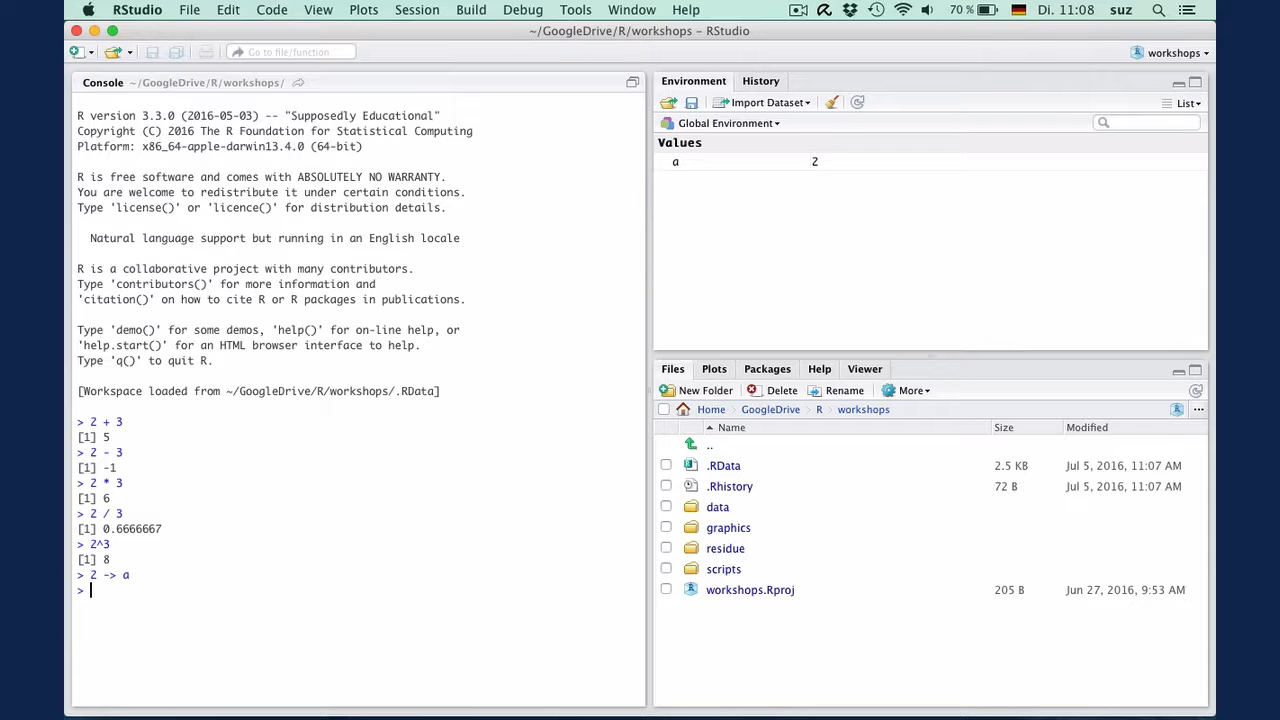 RStudio File Edit Code View Plots Session Build Debug Tools Window Help 70 % Di. 11:08 suz
~/GoogleDrive/R/workshops – RStudio
Go to file/function workshops
Console ~/GoogleDrive/R/workshops/
R version 3.3.0 (2016-05-03) -- "Supposedly Educational"
Copyright (C) 2016 The R Foundation for Statistical Computing
Platform: x86_64-apple-darwin13.4.0 (64-bit)
R is free software and comes with ABSOLUTELY NO WARRANTY.
You are welcome to redistribute it under certain conditions.
Type 'license()' or 'licence()' for distribution details.
Natural language support but running in an English locale
R is a collaborative project with many contributors.
Type 'contributors()' for more information and
'citation()' on how to cite R or R packages in publications.
Type 'demo()' for some demos, 'help()' for on-line help, or
'help.start()' for an HTML browser interface to help.
Type 'q()' to quit R.
[Workspace loaded from ~/GoogleDrive/R/workshops/.RData]
> 2 + 3
[1] 5
> 2 - 3
[1] -1
> 2 * 3
[1] 6
> 2 / 3
[1] 0.6666667
> 2^3
[1] 8
> 2 -> a
>
Environment History
Import Dataset List
Global Environment
Values
a 2
Files Plots Packages Help Viewer
New Folder Delete Rename More
Home GoogleDrive R workshops
Name Size Modified
..
.RData 2.5 KB Jul 5, 2016, 11:07 AM
.Rhistory 72 B Jul 5, 2016, 11:07 AM
data
graphics
residue
scripts
workshops.Rproj 205 B Jun 27, 2016, 9:53 AM